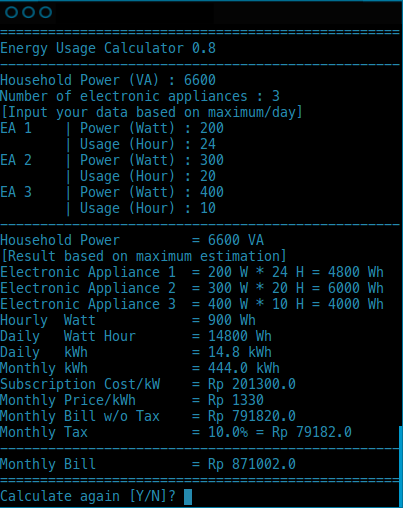 ==================================================
Energy Usage Calculator 0.8
--------------------------------------------------
Household Power (VA) : 6600
Number of electronic appliances : 3
[Input your data based on maximum/day]
EA 1    | Power (Watt) : 200
        | Usage (Hour) : 24
EA 2    | Power (Watt) : 300
        | Usage (Hour) : 20
EA 3    | Power (Watt) : 400
        | Usage (Hour) : 10
--------------------------------------------------
Household Power         = 6600 VA
[Result based on maximum estimation]
Electronic Appliance 1  = 200 W * 24 H = 4800 Wh
Electronic Appliance 2  = 300 W * 20 H = 6000 Wh
Electronic Appliance 3  = 400 W * 10 H = 4000 Wh
Hourly  Watt            = 900 Wh
Daily   Watt Hour       = 14800 Wh
Daily   kWh             = 14.8 kWh
Monthly kWh             = 444.0 kWh
Subscription Cost/kW    = Rp 201300.0
Monthly Price/kWh       = Rp 1330
Monthly Bill w/o Tax    = Rp 791820.0
Monthly Tax             = 10.0% = Rp 79182.0
--------------------------------------------------
Monthly Bill            = Rp 871002.0
==================================================
Calculate again [Y/N]?